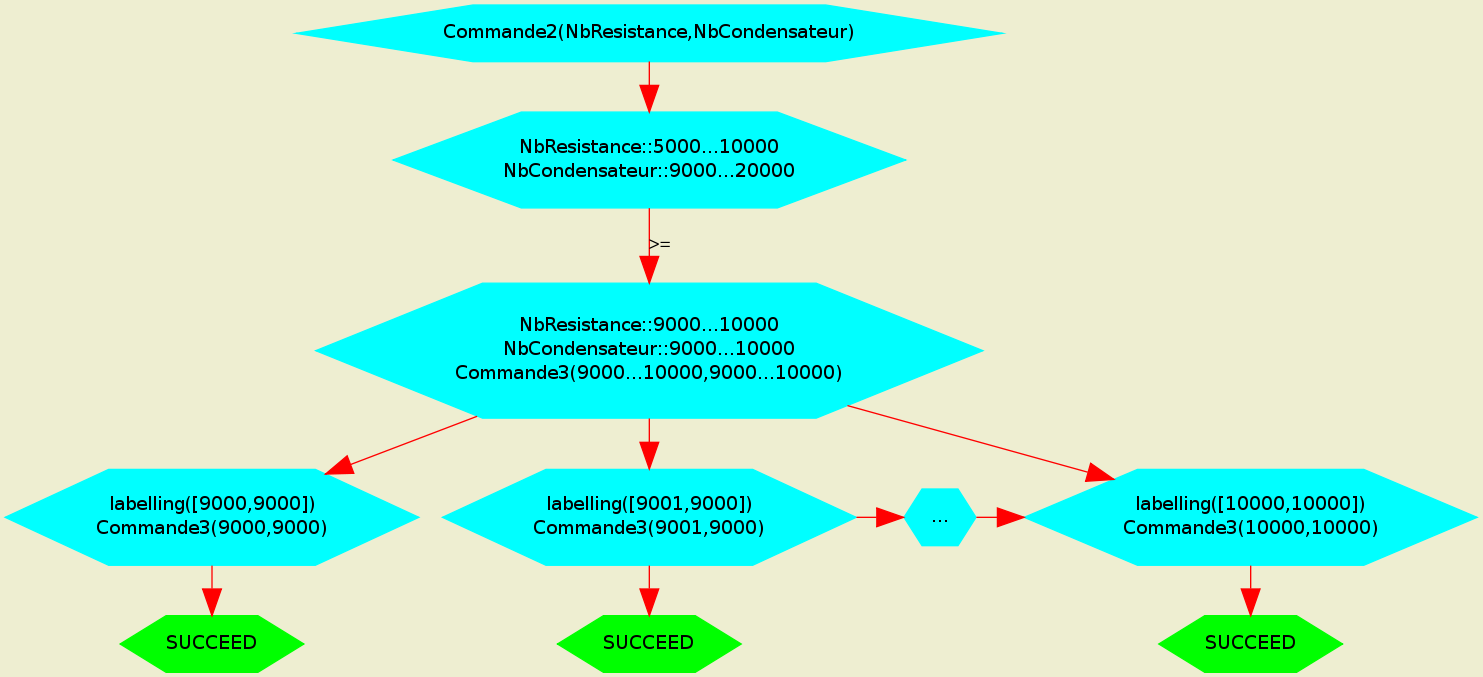 Commande2(NbResistance,NbCondensateur)
NbResistance::5000...10000
NbCondensateur::9000...20000
>=
NbResistance::9000...10000
NbCondensateur::9000...10000
Commande3(9000...10000,9000...10000)
labelling([9000,9000])
Commande3(9000,9000)
labelling([9001,9000])
Commande3(9001,9000)
...
labelling([10000,10000])
Commande3(10000,10000)
SUCCEED
SUCCEED
SUCCEED